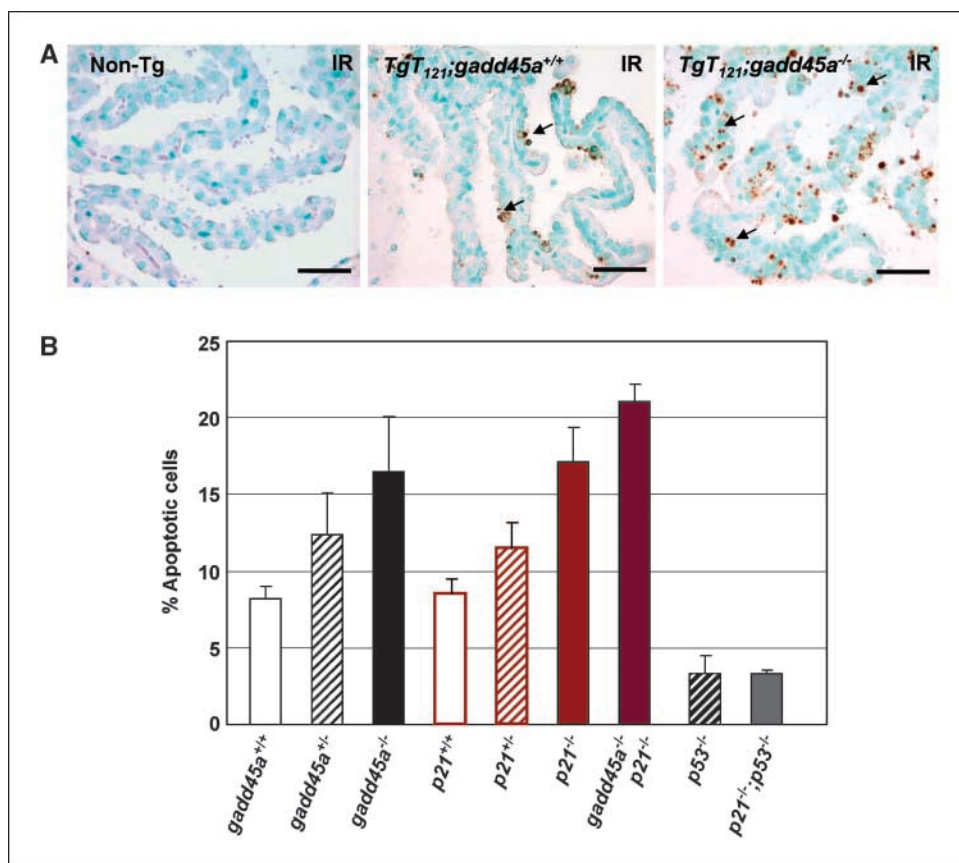 A
Non-Tg IR
TgT₁₂₁;gadd45a⁺/⁺ IR
TgT₁₂₁;gadd45a⁻/⁻ IR
B
% Apoptotic cells
25
20
15
10
5
0
gadd45a⁺/⁺
gadd45a⁺/⁻
gadd45a⁻/⁻
p21⁺/⁺
p21⁺/⁻
p21⁻/⁻
gadd45a⁻/⁻
p21⁻/⁻
p53⁻/⁻
p21⁻/⁻;p53⁻/⁻